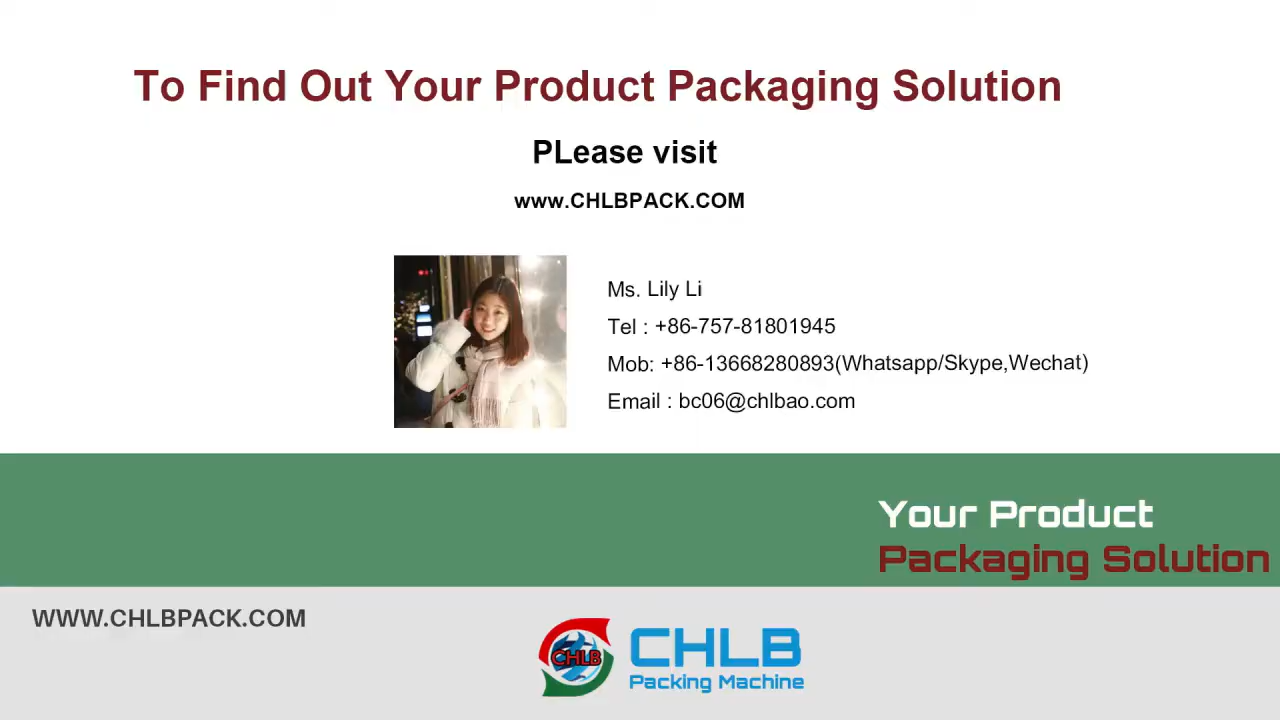 To Find Out Your Product Packaging Solution
PLease visit
www.CHLBPACK.COM
Ms. Lily Li
Tel : +86-757-81801945
Mob: +86-13668280893(Whatsapp/Skype,Wechat)
Email : bc06@chlbao.com
Your Product
Packaging Solution
WWW.CHLBPACK.COM
CHLB
CHLB
Packing Machine